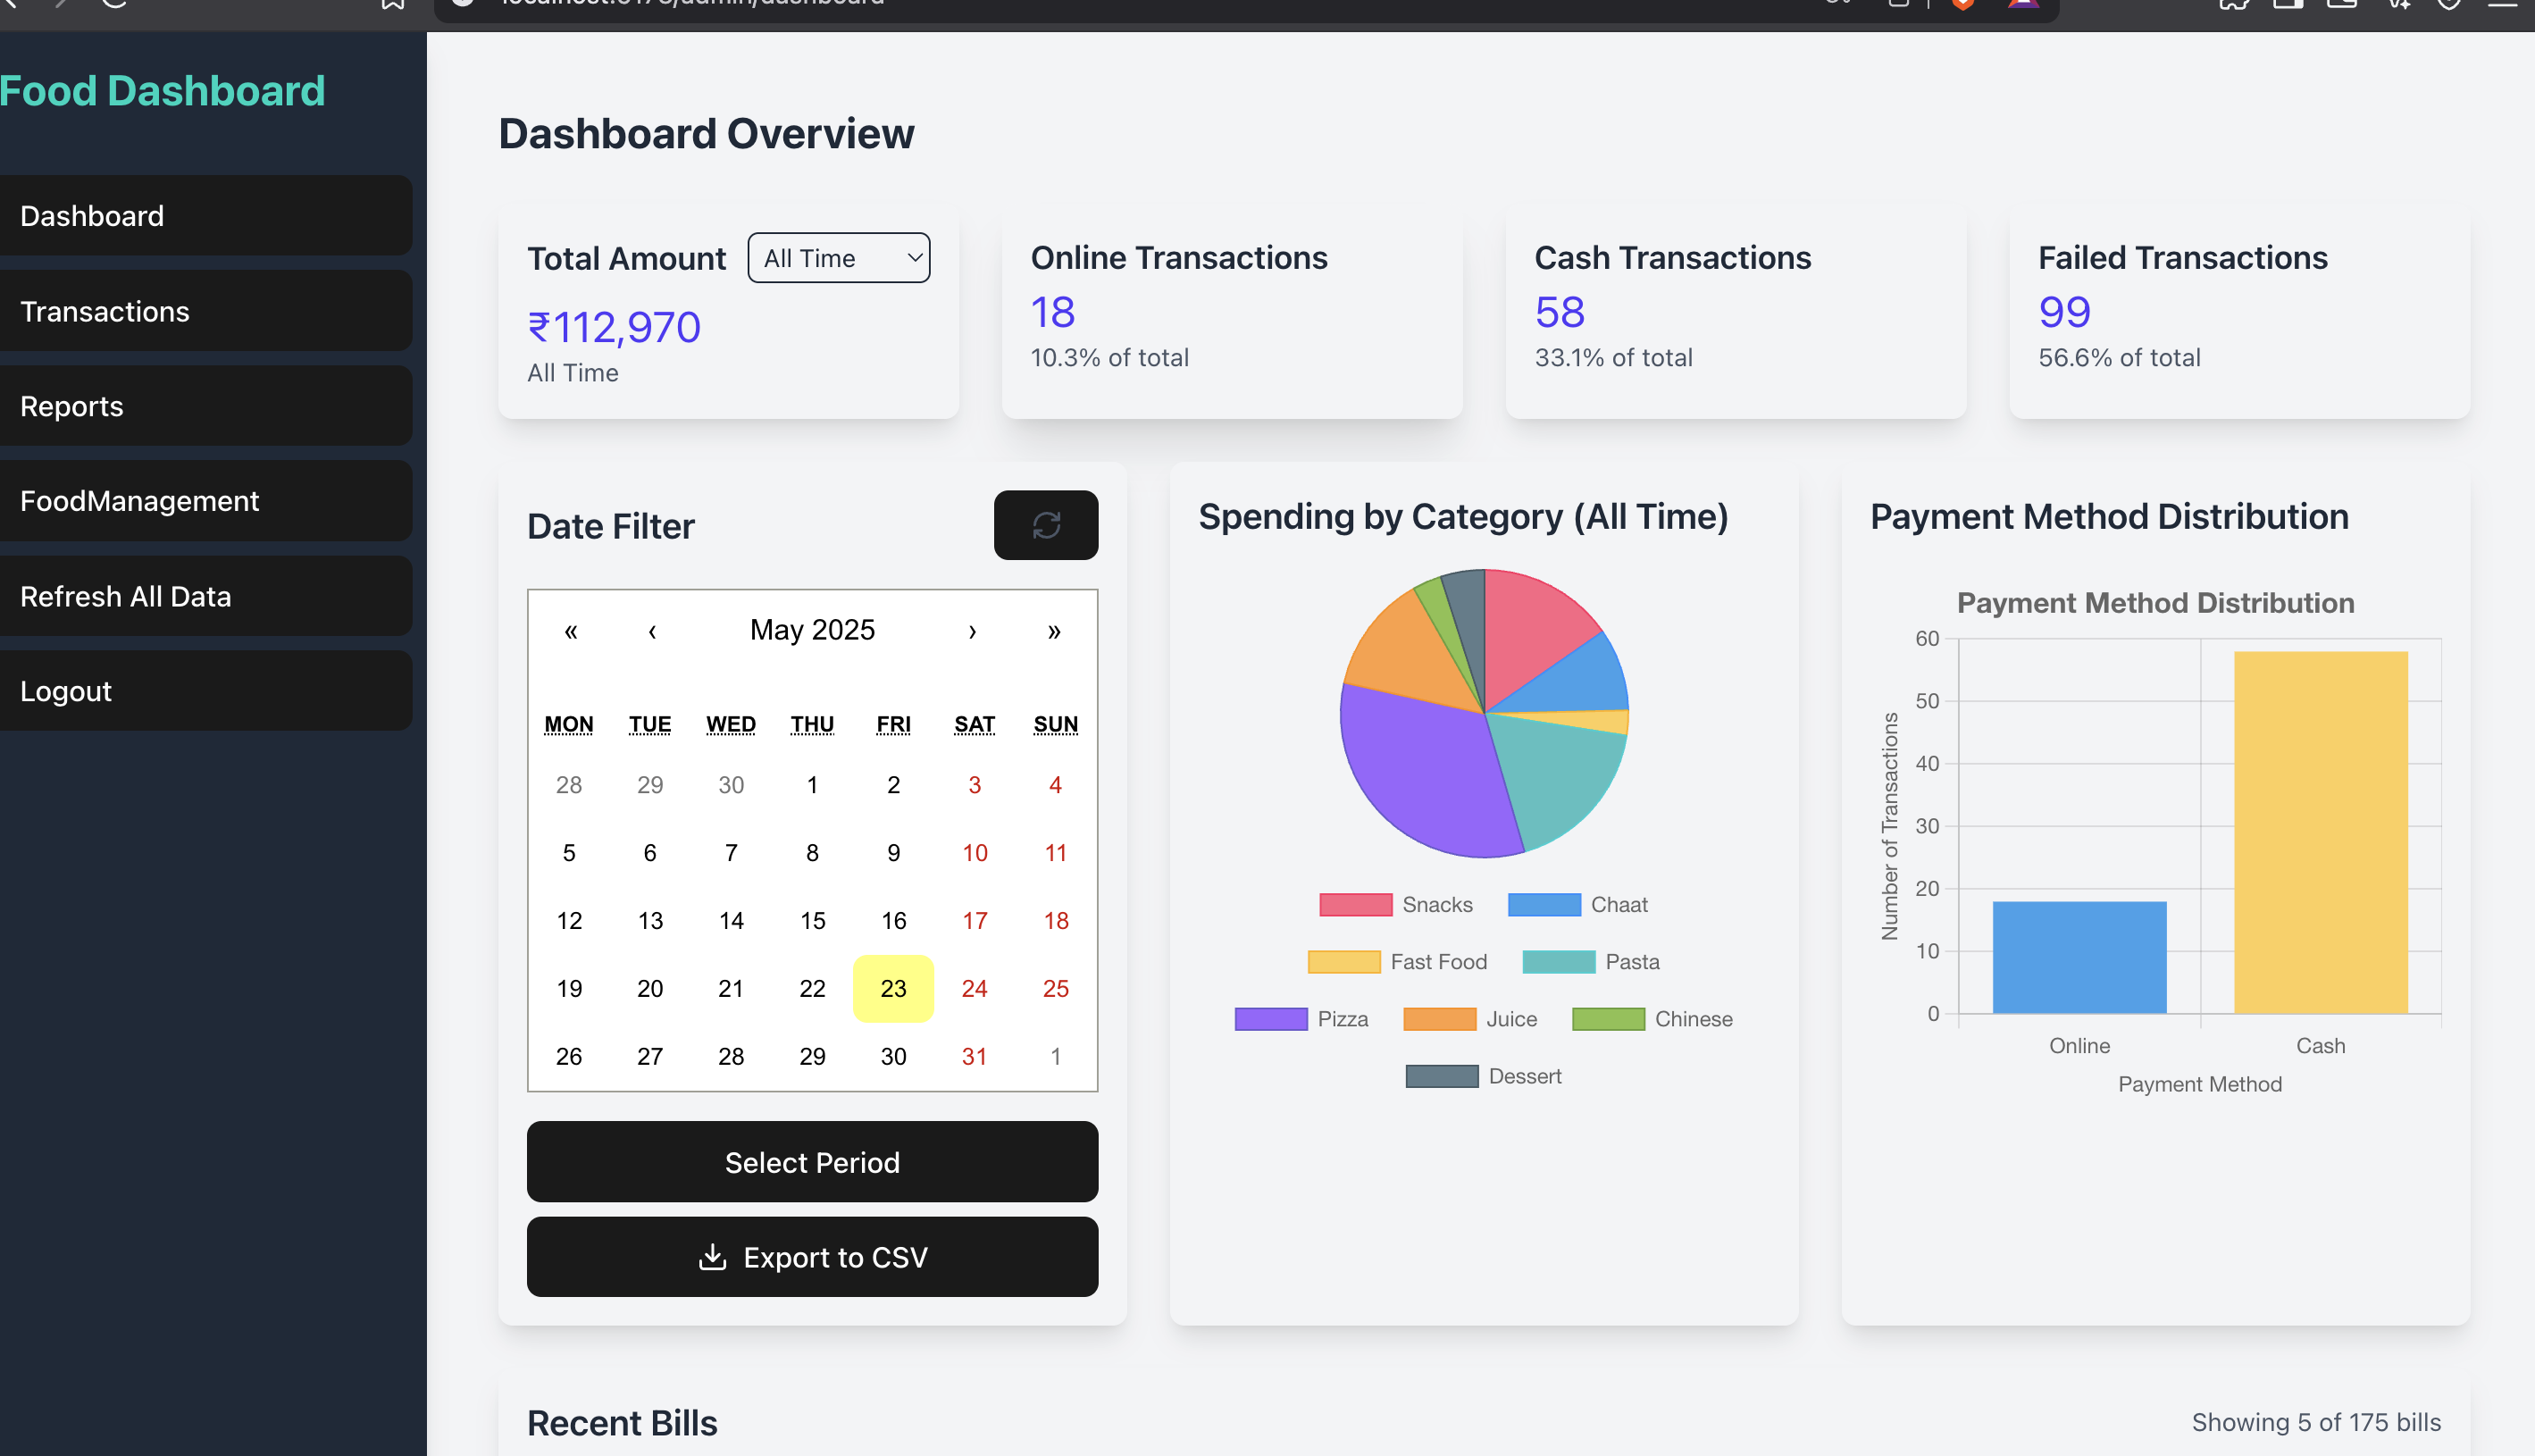 Food Dashboard
Dashboard
Transactions
Reports
FoodManagement
Refresh All Data
Logout
Dashboard Overview
Total Amount
All Time
₹112,970
All Time
Online Transactions
18
10.3% of total
Cash Transactions
58
33.1% of total
Failed Transactions
99
56.6% of total
Date Filter
« ‹ May 2025 › »
MON TUE WED THU FRI SAT SUN
28 29 30 1 2 3 4
5 6 7 8 9 10 11
12 13 14 15 16 17 18
19 20 21 22 23 24 25
26 27 28 29 30 31 1
Select Period
Export to CSV
Spending by Category (All Time)
Snacks Chaat
Fast Food Pasta
Pizza Juice Chinese
Dessert
Payment Method Distribution
Payment Method Distribution
60
50
40
30
20
10
0
Number of Transactions
Online Cash
Payment Method
Recent Bills
Showing 5 of 175 bills